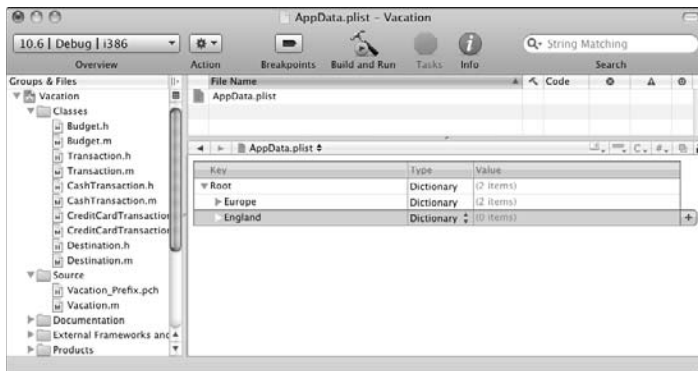 AppData.plist – Vacation
10.6 | Debug | i386
String Matching
Overview
Action
Breakpoints
Build and Run
Tasks
Info
Search
Groups & Files
File Name
Code
Vacation
AppData.plist
Classes
Budget.h
Budget.m
AppData.plist
Transaction.h
Key
Type
Value
Transaction.m
Root
Dictionary
(2 items)
CashTransaction.h
Europe
Dictionary
(2 items)
CashTransaction.m
England
Dictionary
(0 items)
CreditCardTransaction
CreditCardTransaction
Destination.h
Destination.m
Source
Vacation_Prefix.pch
Vacation.m
Documentation
External Frameworks and
Products